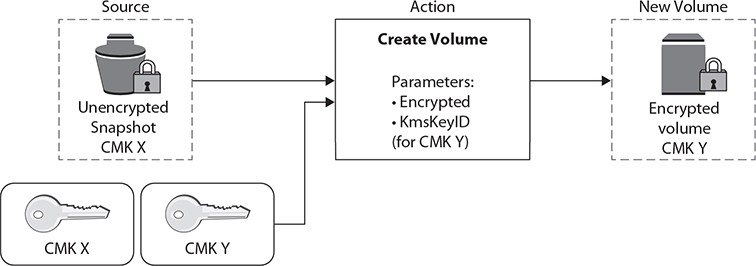 Source
Action
New Volume
Unencrypted
Snapshot
CMK X
Create Volume
Parameters:
• Encrypted
• KmsKeyID
(for CMK Y)
Encrypted
volume
CMK Y
CMK X
CMK Y